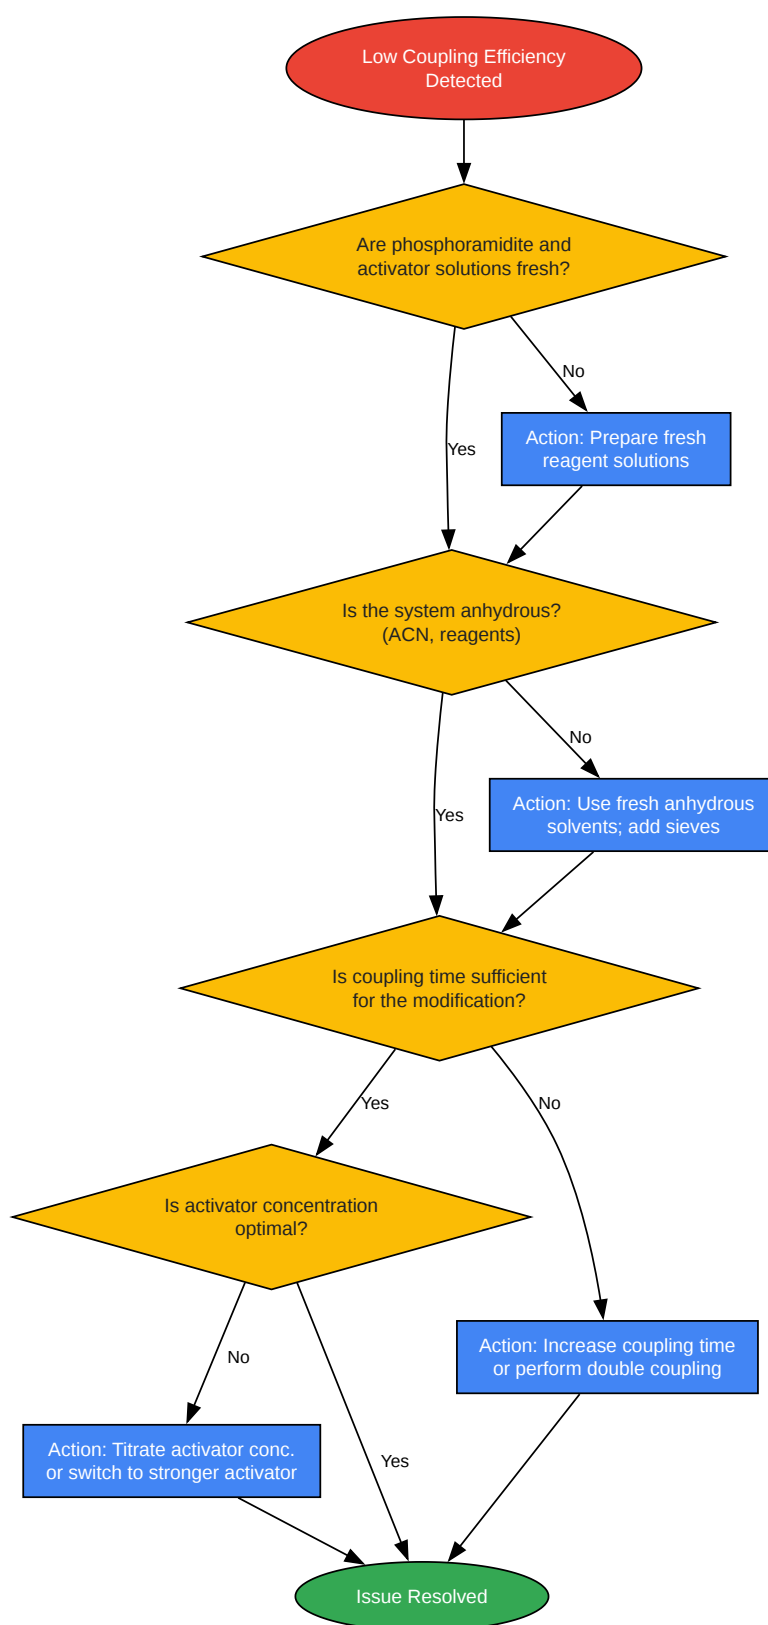 Low Coupling Efficiency
Detected
Are phosphoramidite and
activator solutions fresh?
No
Action: Prepare fresh
reagent solutions
Yes
Is the system anhydrous?
(ACN, reagents)
No
Action: Use fresh anhydrous
solvents; add sieves
Yes
Is coupling time sufficient
for the modification?
Yes
No
Is activator concentration
optimal?
No
Action: Increase coupling time
or perform double coupling
Action: Titrate activator conc.
or switch to stronger activator
Yes
Issue Resolved